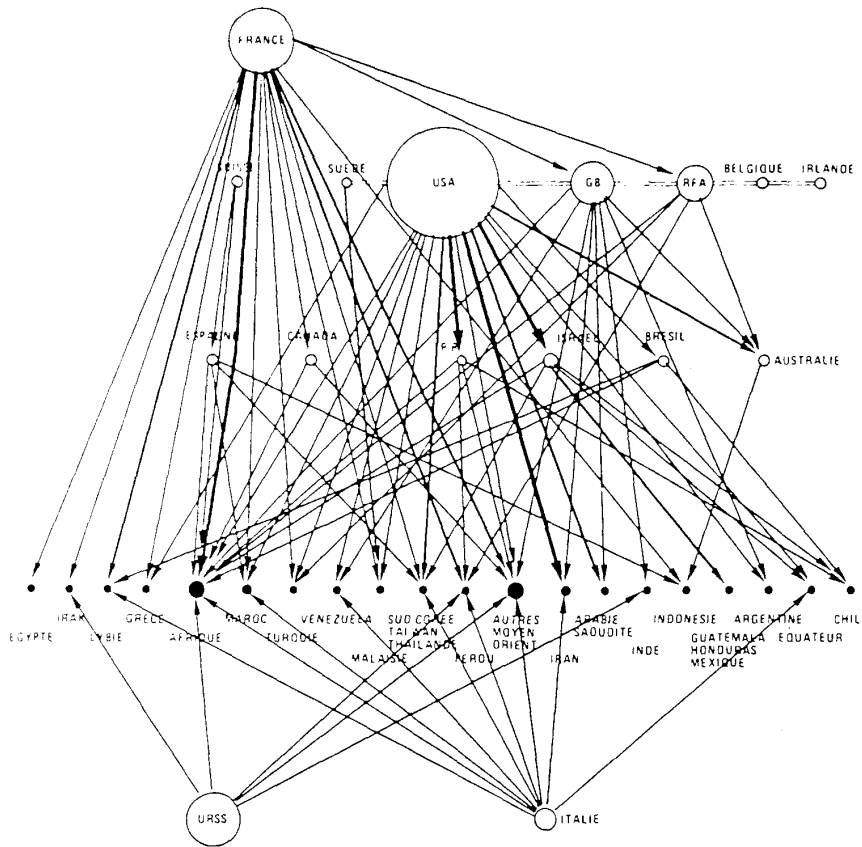 FRANCE
SUEDE
USA
GB
RFA
BELGIQUE
IRLANDE
ESPAGNE
CANADA
ISRAEL
BRESIL
AUSTRALIE
EGYPTE
IRAK
LYBIE
GRECE
AFRIQUE
MAROC
TURQUIE
VENEZUELA
MALAISIE
SUD COREE
TAIWAN
THAILANDE
PEROU
AUTRES
MOYEN
ORIENT
IRAN
ARABIE
SAOUDITE
INDE
INDONESIE
GUATEMALA
HONDURAS
MEXIQUE
ARGENTINE
EQUATEUR
CHIL
URSS
ITALIE